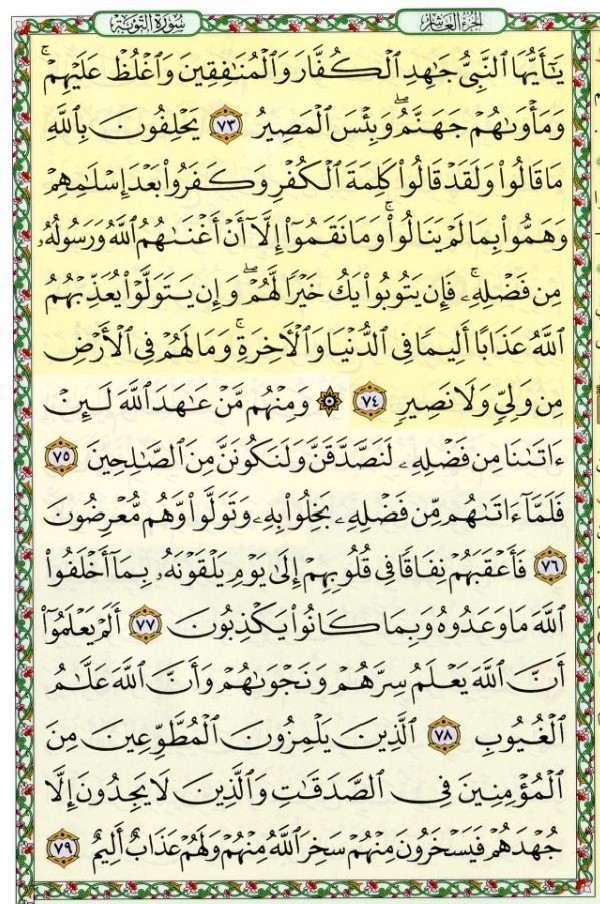 الجزء العاشر
سورة التوبة
يَـٰٓأَيُّهَا ٱلنَّبِيُّ جَـٰهِدِ ٱلْكُفَّارَ وَٱلْمُنَـٰفِقِينَ وَٱغْلُظْ عَلَيْهِمْۚ
وَمَأْوَىٰهُمْ جَهَنَّمُۖ وَبِئْسَ ٱلْمَصِيرُ ٧٣ يَحْلِفُونَ بِٱللَّهِ
مَا قَالُوا۟ وَلَقَدْ قَالُوا۟ كَلِمَةَ ٱلْكُفْرِ وَكَفَرُوا۟ بَعْدَ إِسْلَـٰمِهِمْ
وَهَمُّوا۟ بِمَا لَمْ يَنَالُوا۟ۚ وَمَا نَقَمُوٓا۟ إِلَّآ أَنْ أَغْنَىٰهُمُ ٱللَّهُ وَرَسُولُهُۥ
مِن فَضْلِهِۦۚ فَإِن يَتُوبُوا۟ يَكُ خَيْرًا لَّهُمْۖ وَإِن يَتَوَلَّوْا۟ يُعَذِّبْهُمُ
ٱللَّهُ عَذَابًا أَلِيمًا فِي ٱلدُّنْيَا وَٱلْـَٔاخِرَةِۚ وَمَا لَهُمْ فِي ٱلْأَرْضِ
مِن وَلِيٍّ وَلَا نَصِيرٍ ٧٤ ۞ وَمِنْهُم مَّنْ عَـٰهَدَ ٱللَّهَ لَئِنْ
ءَاتَىٰنَا مِن فَضْلِهِۦ لَنَصَّدَّقَنَّ وَلَنَكُونَنَّ مِنَ ٱلصَّـٰلِحِينَ ٧٥
فَلَمَّآ ءَاتَىٰهُم مِّن فَضْلِهِۦ بَخِلُوا۟ بِهِۦ وَتَوَلَّوا۟ وَّهُم مُّعْرِضُونَ
٧٦ فَأَعْقَبَهُمْ نِفَاقًا فِي قُلُوبِهِمْ إِلَىٰ يَوْمِ يَلْقَوْنَهُۥ بِمَآ أَخْلَفُوا۟
ٱللَّهَ مَا وَعَدُوهُ وَبِمَا كَانُوا۟ يَكْذِبُونَ ٧٧ أَلَمْ يَعْلَمُوٓا۟
أَنَّ ٱللَّهَ يَعْلَمُ سِرَّهُمْ وَنَجْوَىٰهُمْ وَأَنَّ ٱللَّهَ عَلَّـٰمُ
ٱلْغُيُوبِ ٧٨ ٱلَّذِينَ يَلْمِزُونَ ٱلْمُطَّوِّعِينَ مِنَ
ٱلْمُؤْمِنِينَ فِي ٱلصَّدَقَـٰتِ وَٱلَّذِينَ لَا يَجِدُونَ إِلَّا
جُهْدَهُمْ فَيَسْخَرُونَ مِنْهُمْ سَخِرَ ٱللَّهُ مِنْهُمْ وَلَهُمْ عَذَابٌ أَلِيمٌ ٧٩